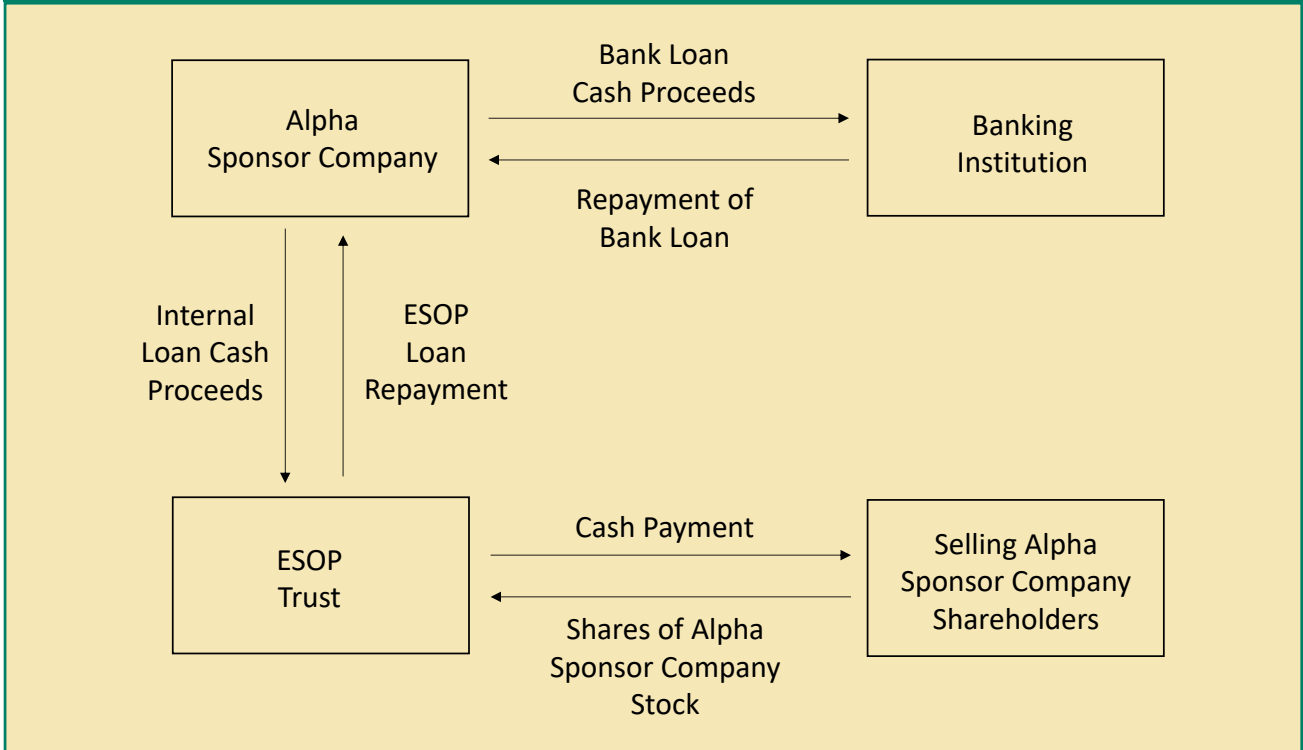 Alpha
Sponsor Company
Bank Loan
Cash Proceeds
Banking
Institution
Repayment of
Bank Loan
Internal
Loan Cash
Proceeds
ESOP
Loan
Repayment
ESOP
Trust
Cash Payment
Selling Alpha
Sponsor Company
Shareholders
Shares of Alpha
Sponsor Company
Stock